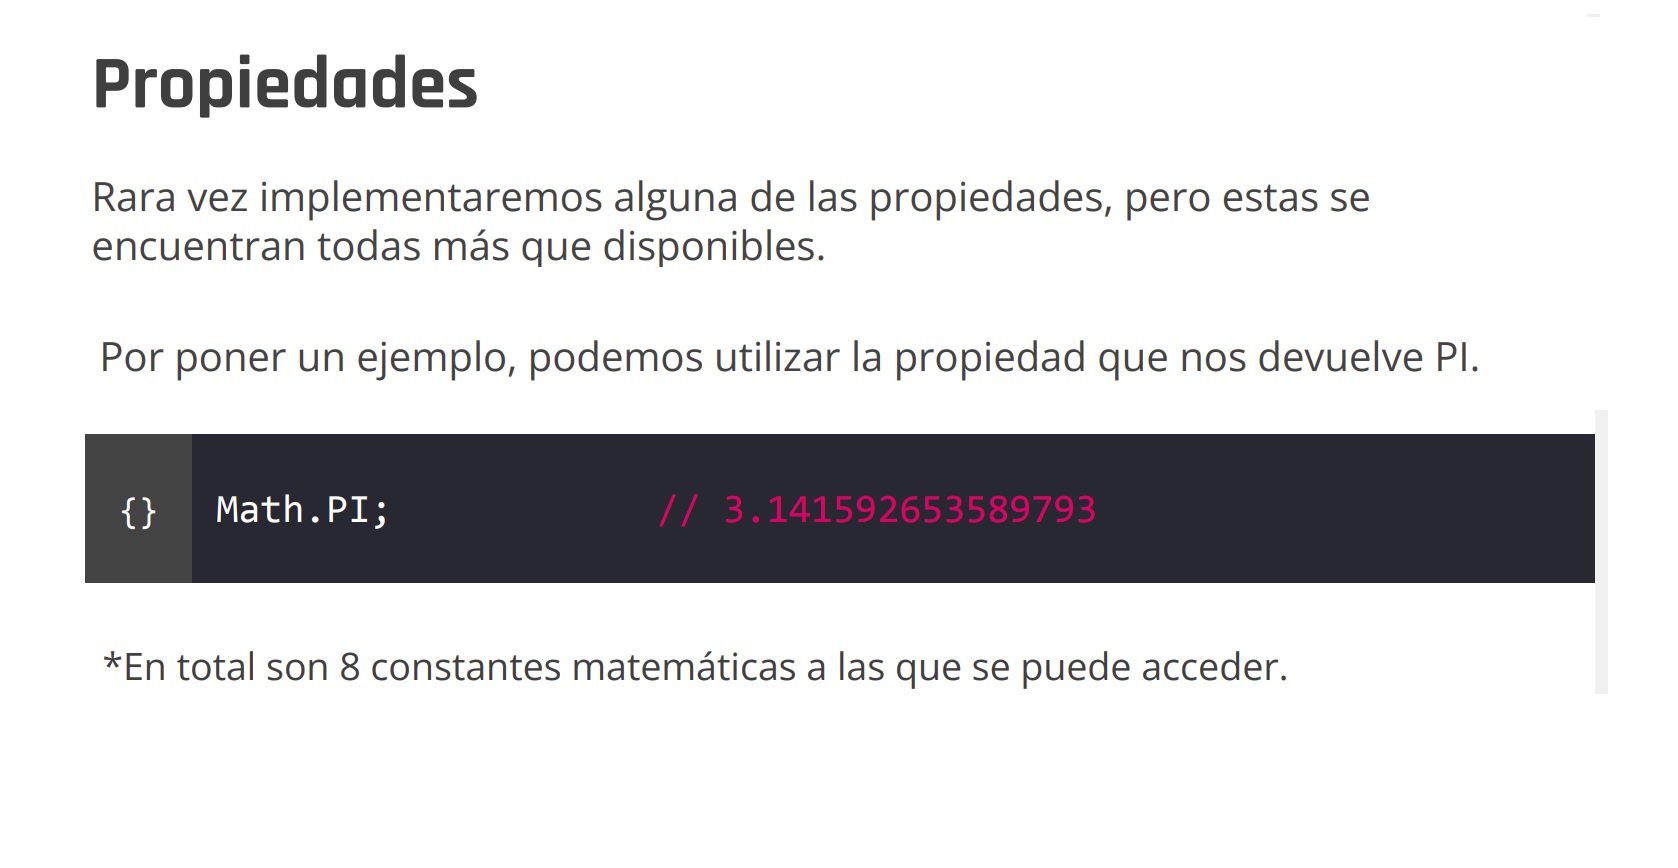 Propiedades
Rara vez implementaremos alguna de las propiedades, pero estas se
encuentran todas más que disponibles.
Por poner un ejemplo, podemos utilizar la propiedad que nos devuelve PI.
{} Math.PI; // 3.141592653589793
*En total son 8 constantes matemáticas a las que se puede acceder.